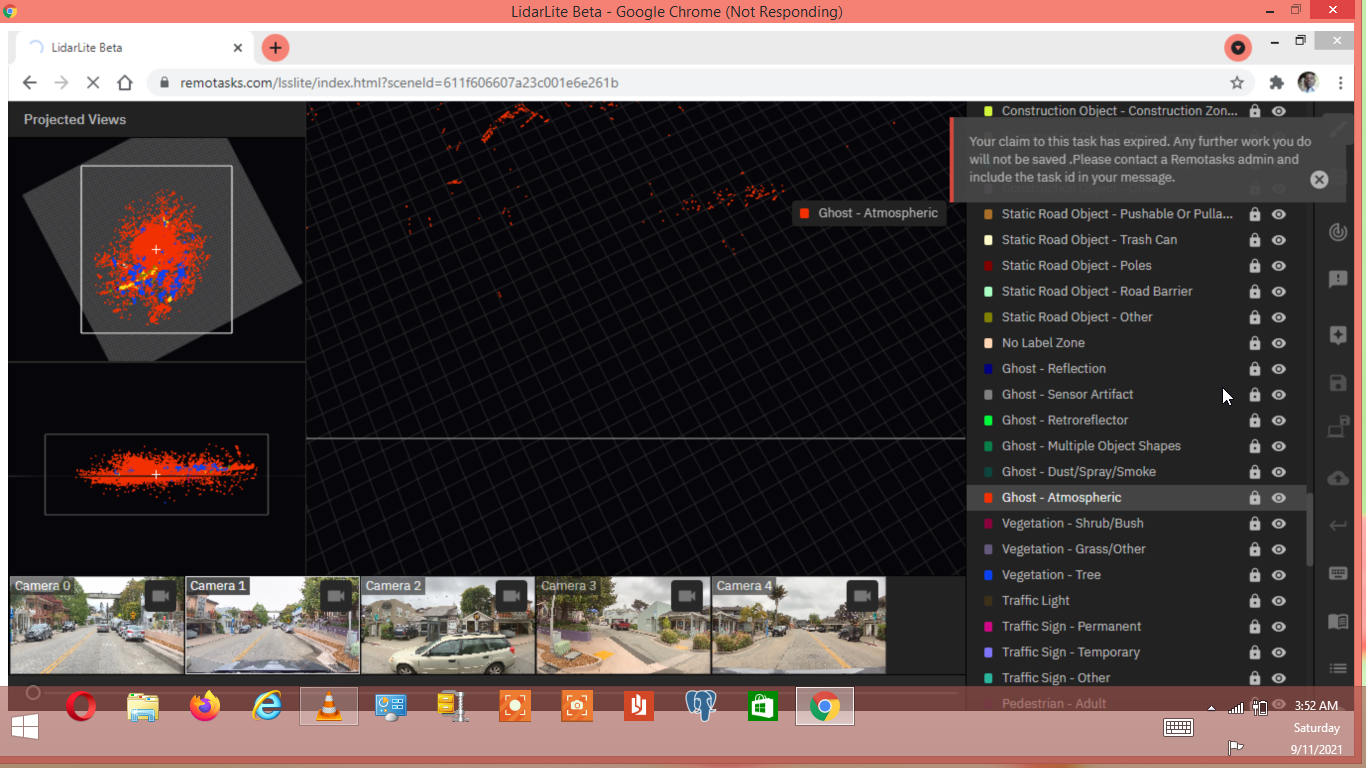 LidarLite Beta - Google Chrome (Not Responding)
LidarLite Beta
remotasks.com/lsslite/index.html?sceneId=611f606607a23c001e6e261b
Projected Views
Construction Object - Construction Zon...
Your claim to this task has expired. Any further work you do
will not be saved .Please contact a Remotasks admin and
include the task id in your message.
Ghost - Atmospheric
Static Road Object - Pushable Or Pulla...
Static Road Object - Trash Can
Static Road Object - Poles
Static Road Object - Road Barrier
Static Road Object - Other
No Label Zone
Ghost - Reflection
Ghost - Sensor Artifact
Ghost - Retroreflector
Ghost - Multiple Object Shapes
Ghost - Dust/Spray/Smoke
Ghost - Atmospheric
Vegetation - Shrub/Bush
Vegetation - Grass/Other
Vegetation - Tree
Traffic Light
Traffic Sign - Permanent
Traffic Sign - Temporary
Traffic Sign - Other
Pedestrian - Adult
Camera 0
Camera 1
Camera 2
Camera 3
Camera 4
3:52 AM
Saturday
9/11/2021